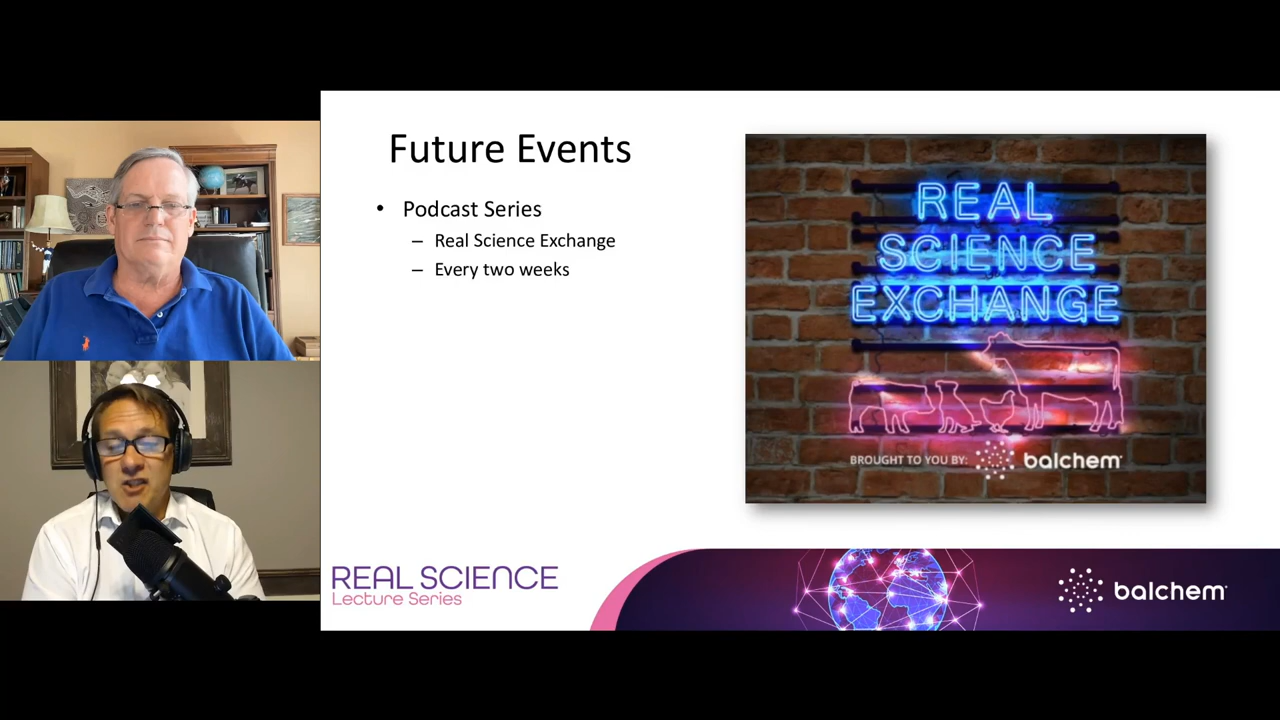 Future Events
• Podcast Series
– Real Science Exchange
– Every two weeks
REAL
SCIENCE
EXCHANGE
BROUGHT TO YOU BY: balchem
REAL SCIENCE
Lecture Series
balchem